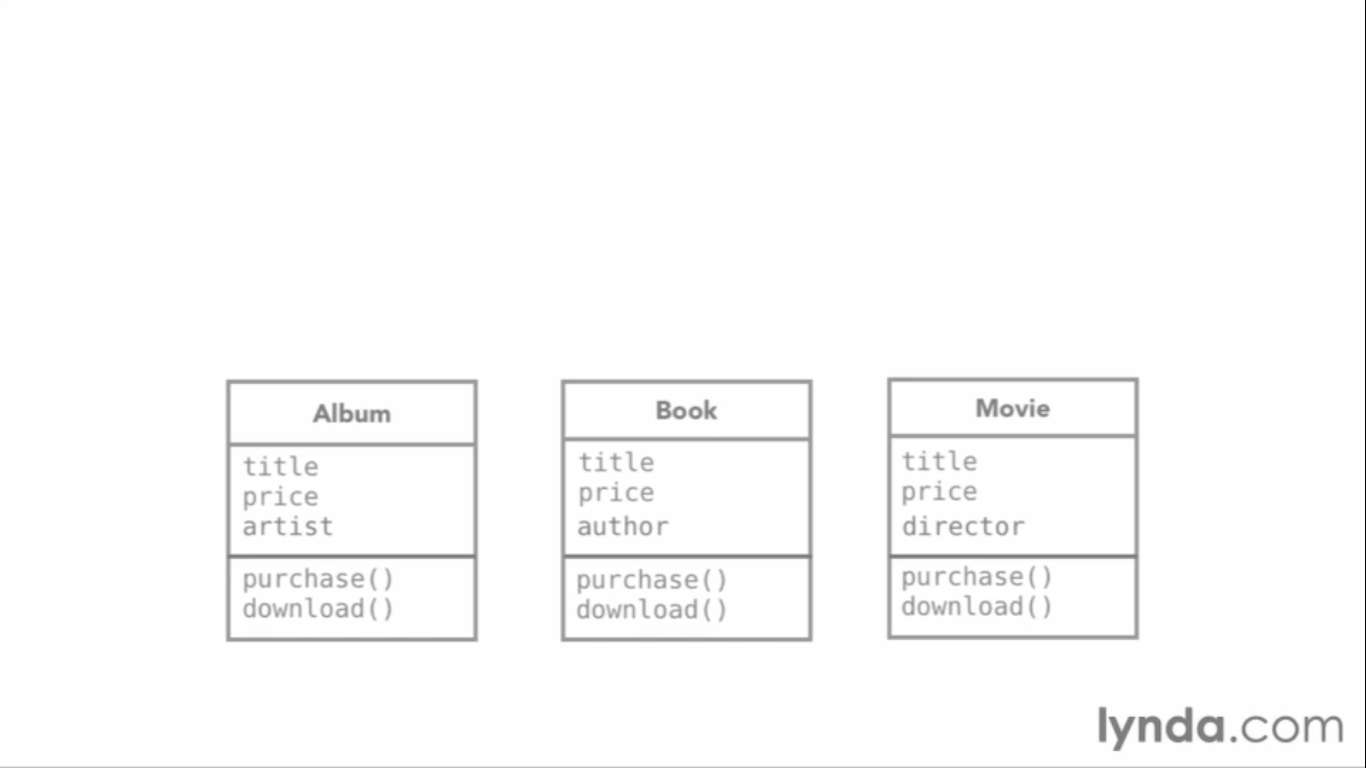 Album
title
price
artist
purchase()
download()
Book
title
price
author
purchase()
download()
Movie
title
price
director
purchase()
download()
lynda.com